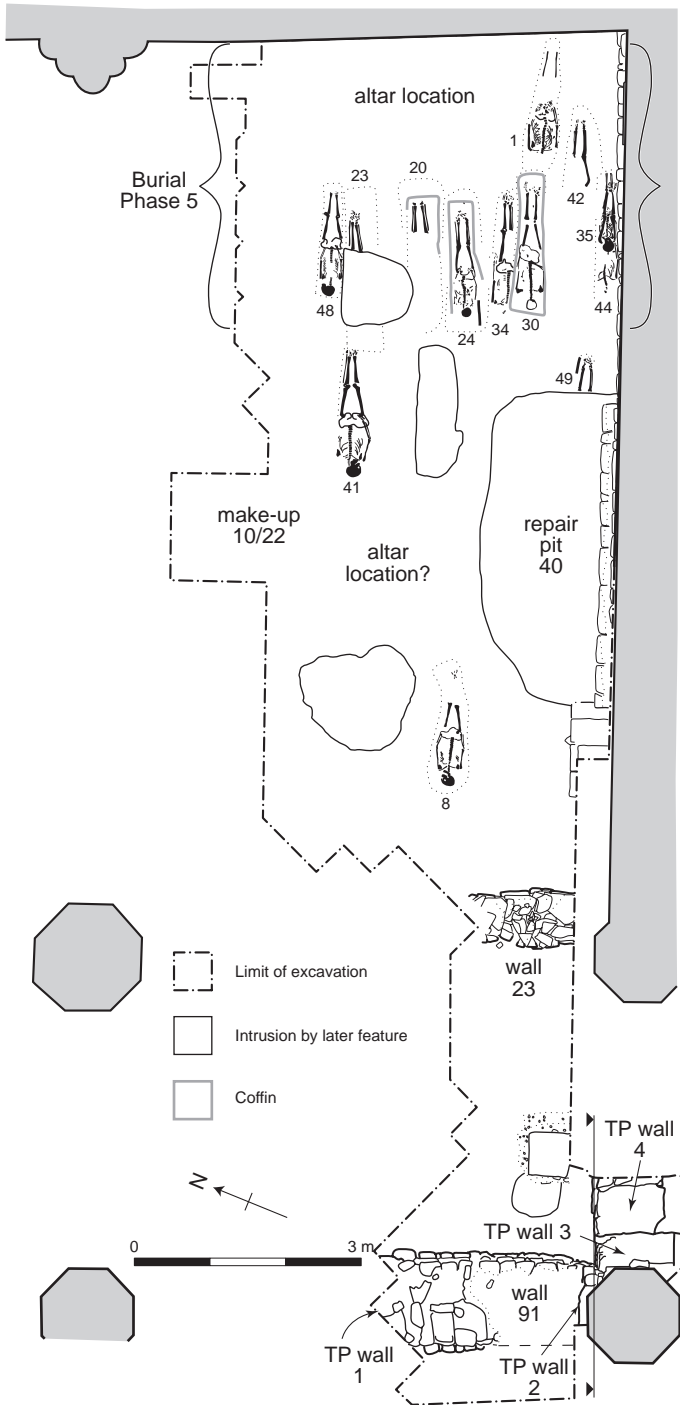 altar location
1
Burial
Phase 5
20
23
42
35
48
24
34
30
44
49
41
make-up
10/22
altar
location?
repair
pit
40
8
wall
23
Limit of excavation
Intrusion by later feature
Coffin
N
TP wall
4
0
3 m
TP wall 3
wall
91
TP wall
1
TP wall
2